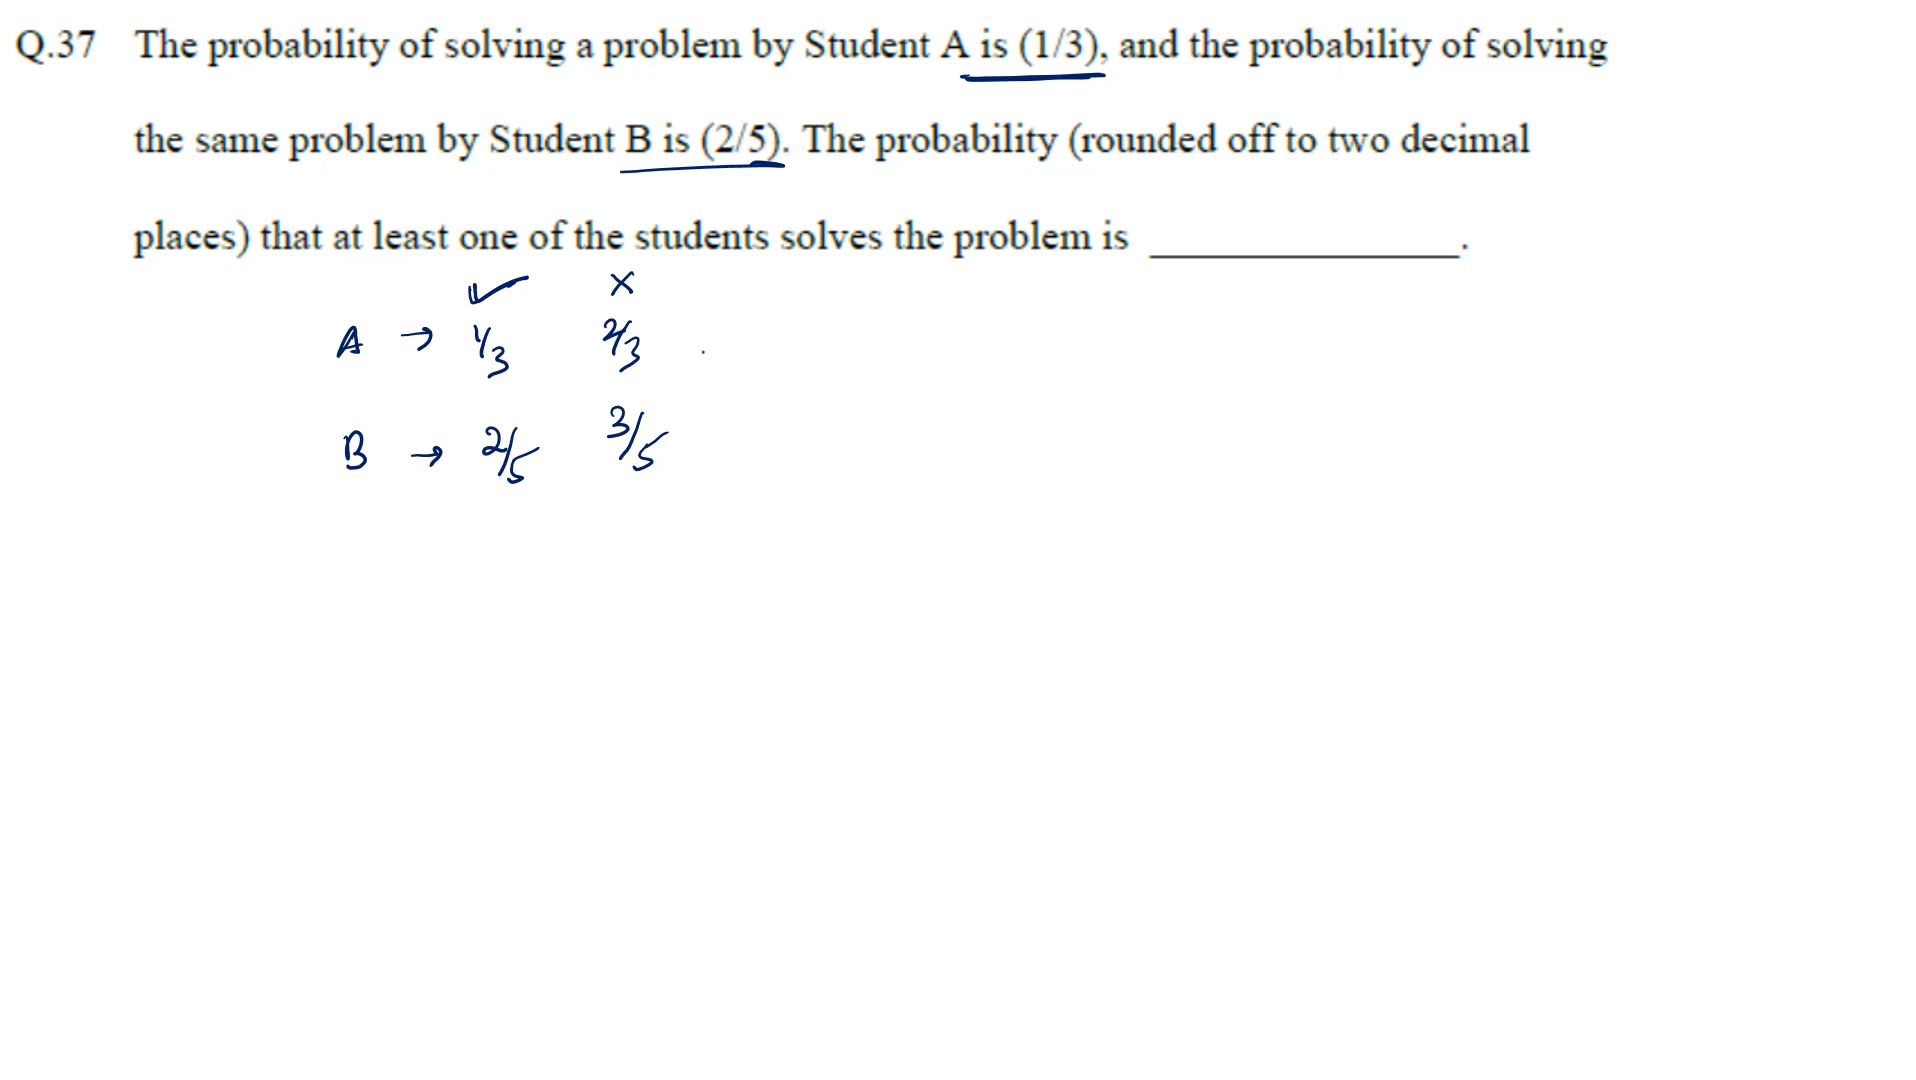 Q.37 The probability of solving a problem by Student A is (1/3), and the probability of solving
the same problem by Student B is (2/5). The probability (rounded off to two decimal
places) that at least one of the students solves the problem is ________________.
✓ ×
A → 1/3 2/3
B → 2/5 3/5